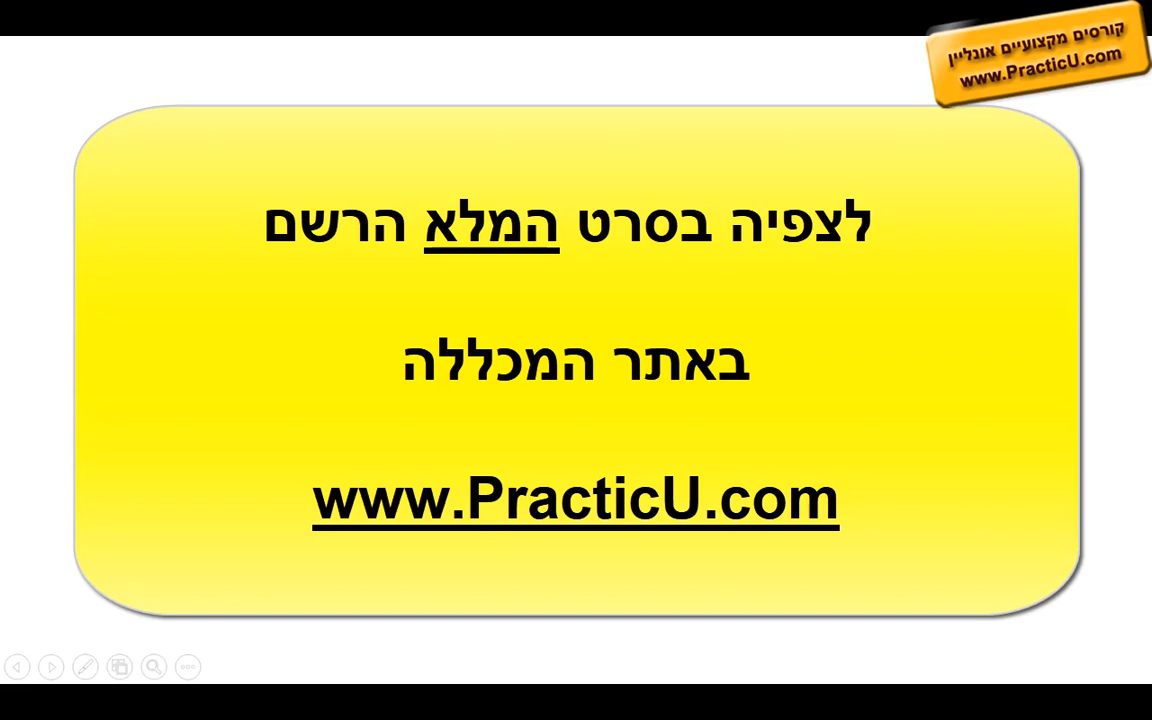 קורסים מקצועיים אונליין
www.PracticU.com
לצפיה בסרט המלא הרשם
באתר המכללה
www.PracticU.com